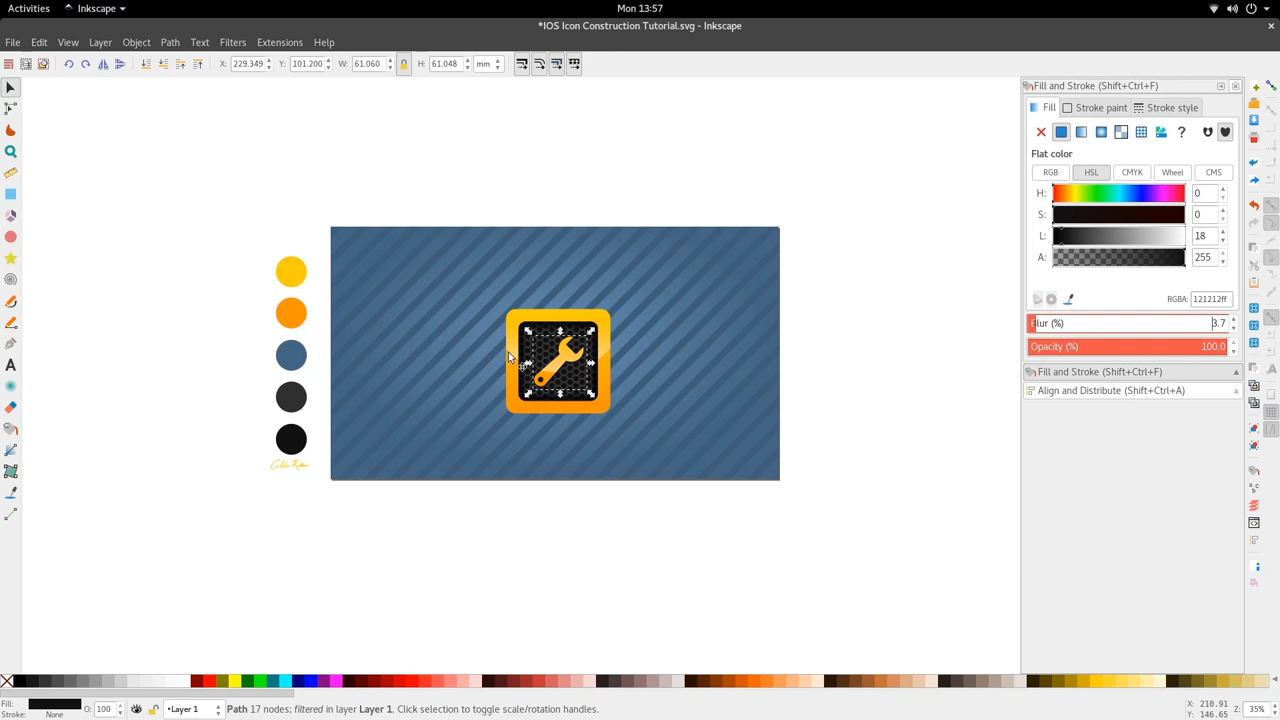 Activities
Inkscape
Mon 13:57
*IOS Icon Construction Tutorial.svg - Inkscape
File Edit View Layer Object Path Text Filters Extensions Help
X: 229.349 Y: 101.200 W: 61.060 H: 61.048 mm
Fill and Stroke (Shift+Ctrl+F)
Fill Stroke paint Stroke style
?
Flat color
RGB HSL CMYK Wheel CMS
H: 0
S: 0
L: 18
A: 255
RGBA: 121212ff
Blur (%) 3.7
Opacity (%) 100.0
Fill and Stroke (Shift+Ctrl+F)
Align and Distribute (Shift+Ctrl+A)
Fill:
Stroke: None
O: 100
•Layer 1
Path 17 nodes; filtered in layer Layer 1. Click selection to toggle scale/rotation handles.
X: 210.91
Y: 146.65
Z: 35%